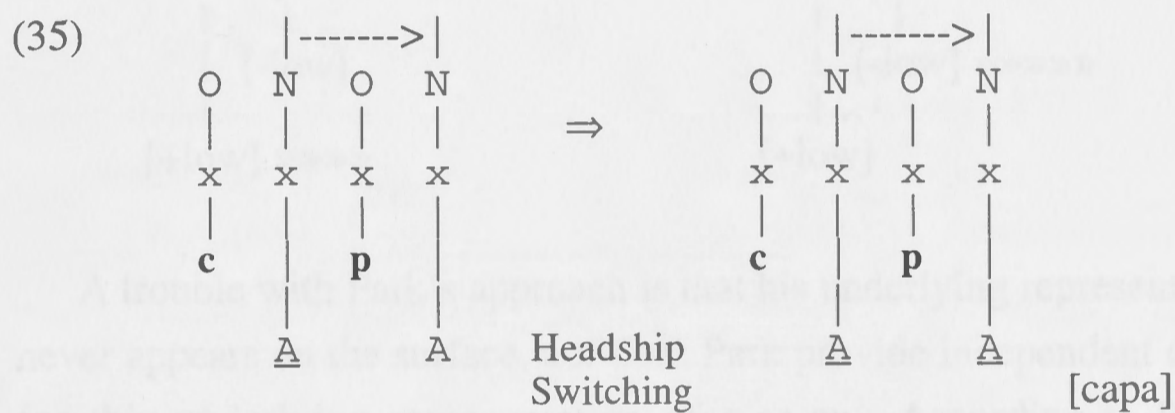 (35)
|------>| |------>|
O N O N O N O N
⇒
x x x x x x x x
c p c p
A A Headship A A
Switching [capa]